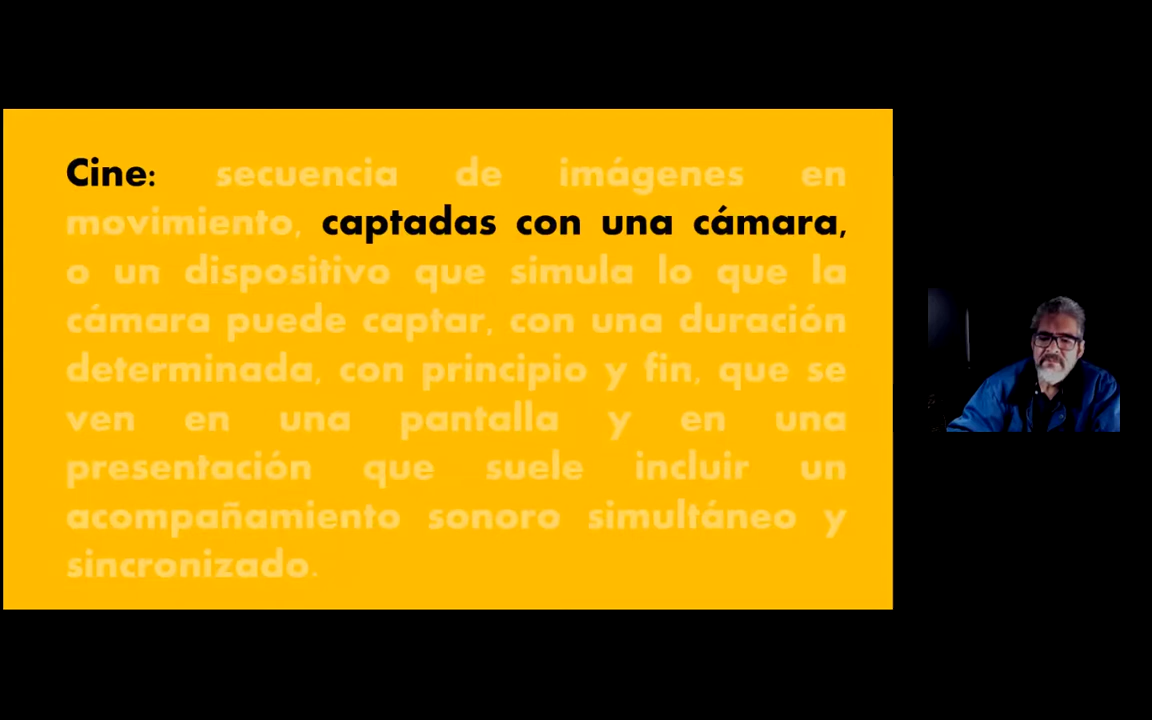 Cine: secuencia de imágenes en
movimiento, captadas con una cámara,
o un dispositivo que simula lo que la
cámara puede captar, con una duración
determinada, con principio y fin, que se
ven en una pantalla y en una
presentación que suele incluir un
acompañamiento sonoro simultáneo y
sincronizado.